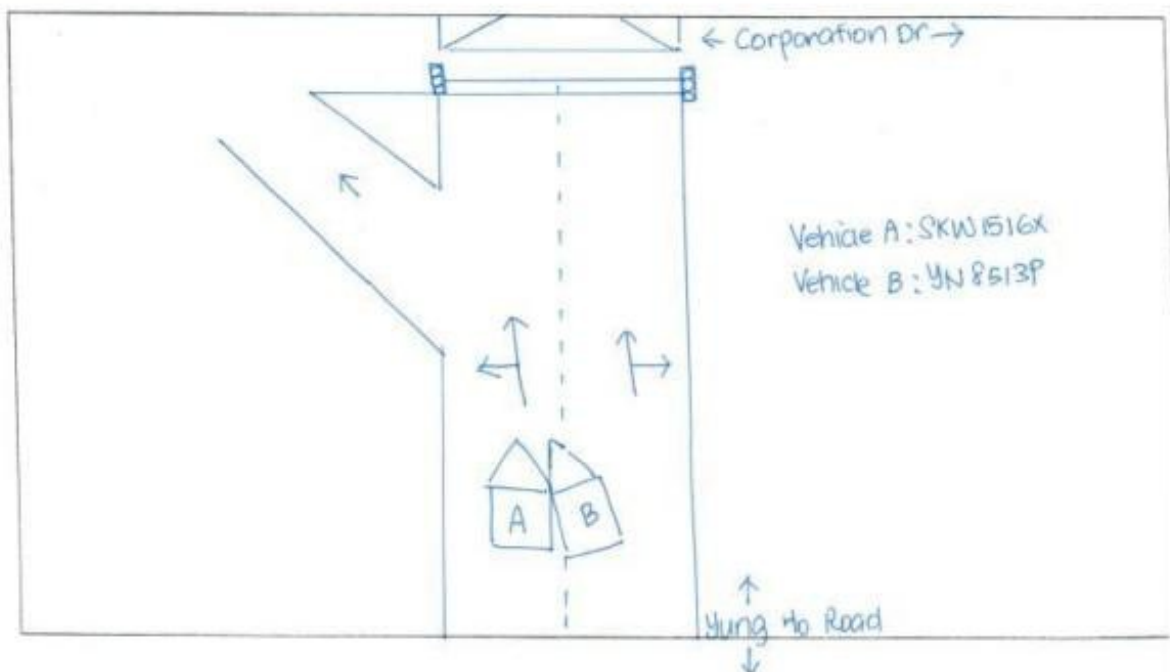 ← Corporation Dr →
Vehicle A: SKW1516X
Vehicle B: YN8513P
A
B
Yung Ho Road